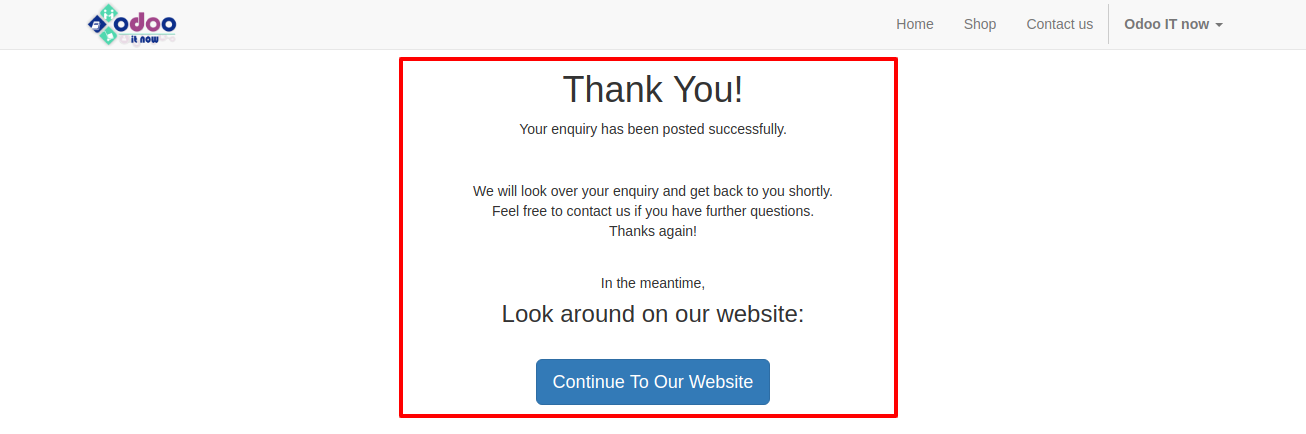 odoo
it now
Home Shop Contact us Odoo IT now
Thank You!
Your enquiry has been posted successfully.
We will look over your enquiry and get back to you shortly.
Feel free to contact us if you have further questions.
Thanks again!
In the meantime,
Look around on our website:
Continue To Our Website